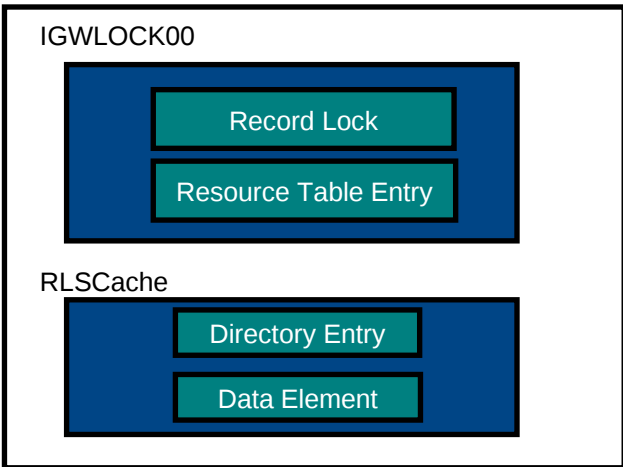 IGWLOCK00
Record Lock
Resource Table Entry
RLSCache
Directory Entry
Data Element